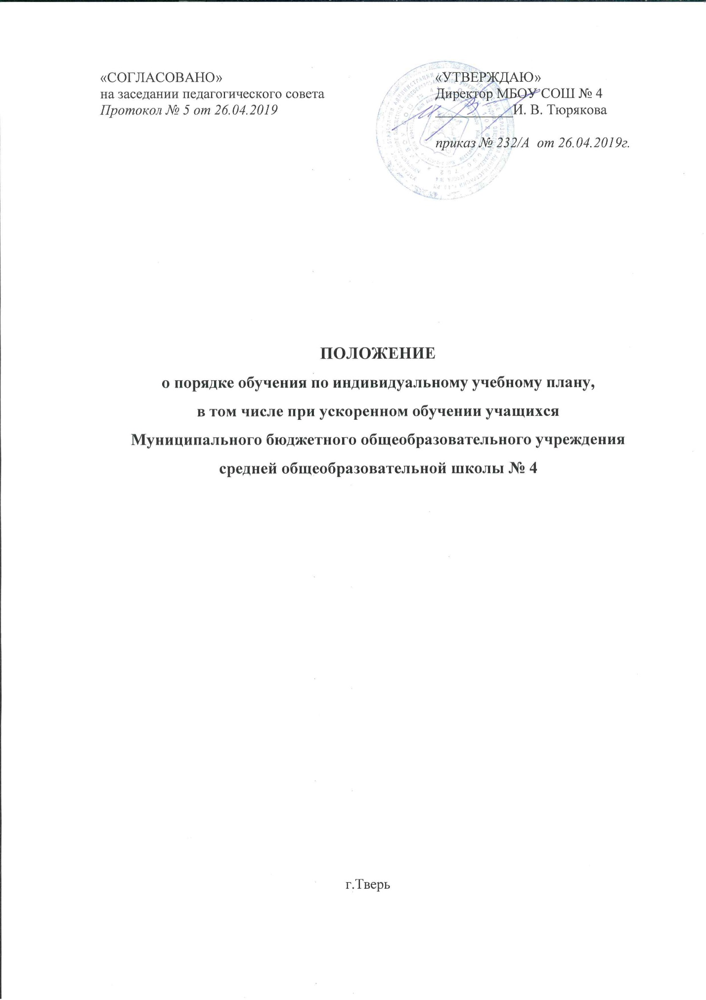 «СОГЛАСОВАНО»
на заседании педагогического совета
Протокол № 5 от 26.04.2019
«УТВЕРЖДАЮ»
Директор МБОУ СОШ № 4
____________И. В. Тюрякова
приказ № 232/А от 26.04.2019г.
ПОЛОЖЕНИЕ
о порядке обучения по индивидуальному учебному плану,
в том числе при ускоренном обучении учащихся
Муниципального бюджетного общеобразовательного учреждения
средней общеобразовательной школы № 4
г.Тверь